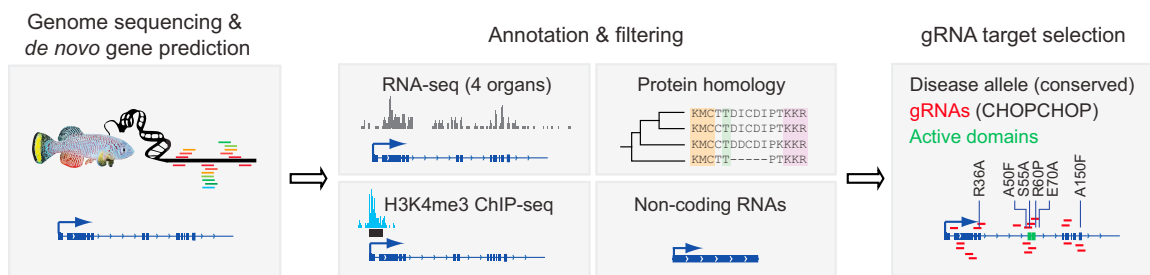 Genome sequencing &
de novo gene prediction
Annotation & filtering
gRNA target selection
RNA-seq (4 organs)
Protein homology
KMCTTDICDIPTKKR
KMCCTDICDIPTKKR
KMCCTDDCDIPTKKR
KMCTT-----PTKKR
H3K4me3 ChIP-seq
Non-coding RNAs
Disease allele (conserved)
gRNAs (CHOPCHOP)
Active domains
R36A
A50F
S55A
R60P
E70A
A150F